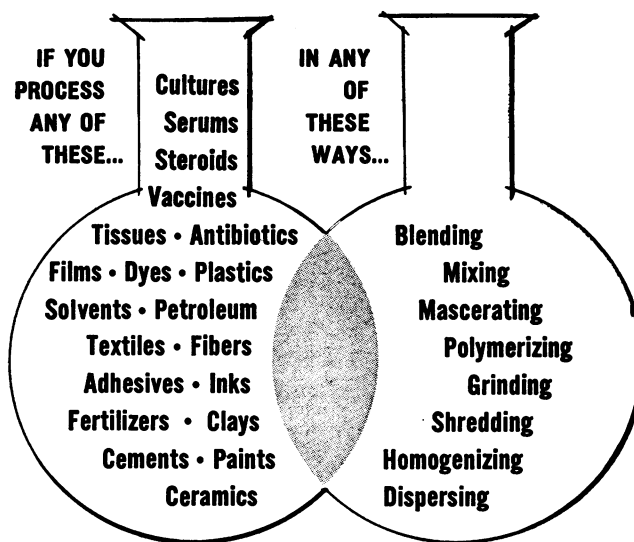 IF YOU
PROCESS
ANY OF
THESE...
Cultures
Serums
Steroids
Vaccines
Tissues • Antibiotics
Films • Dyes • Plastics
Solvents • Petroleum
Textiles • Fibers
Adhesives • Inks
Fertilizers • Clays
Cements • Paints
Ceramics
IN ANY
OF
THESE
WAYS...
Blending
Mixing
Mascerating
Polymerizing
Grinding
Shredding
Homogenizing
Dispersing